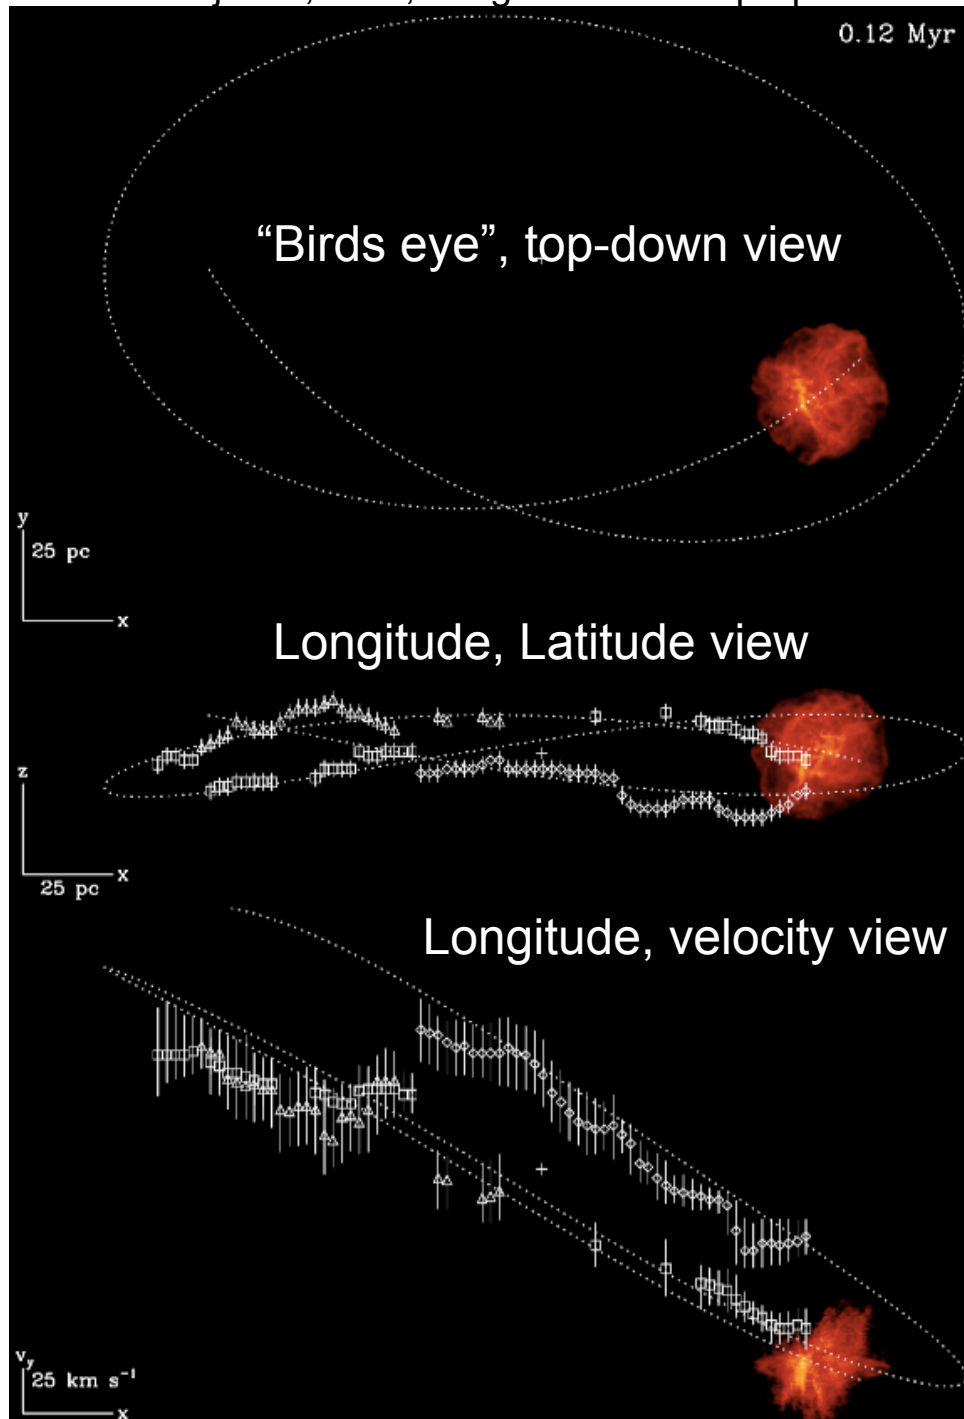 0.12 Myr
“Birds eye”, top-down view
y
25 pc
x
Longitude, Latitude view
z
x
25 pc
Longitude, velocity view
vy
25 km s⁻¹
x